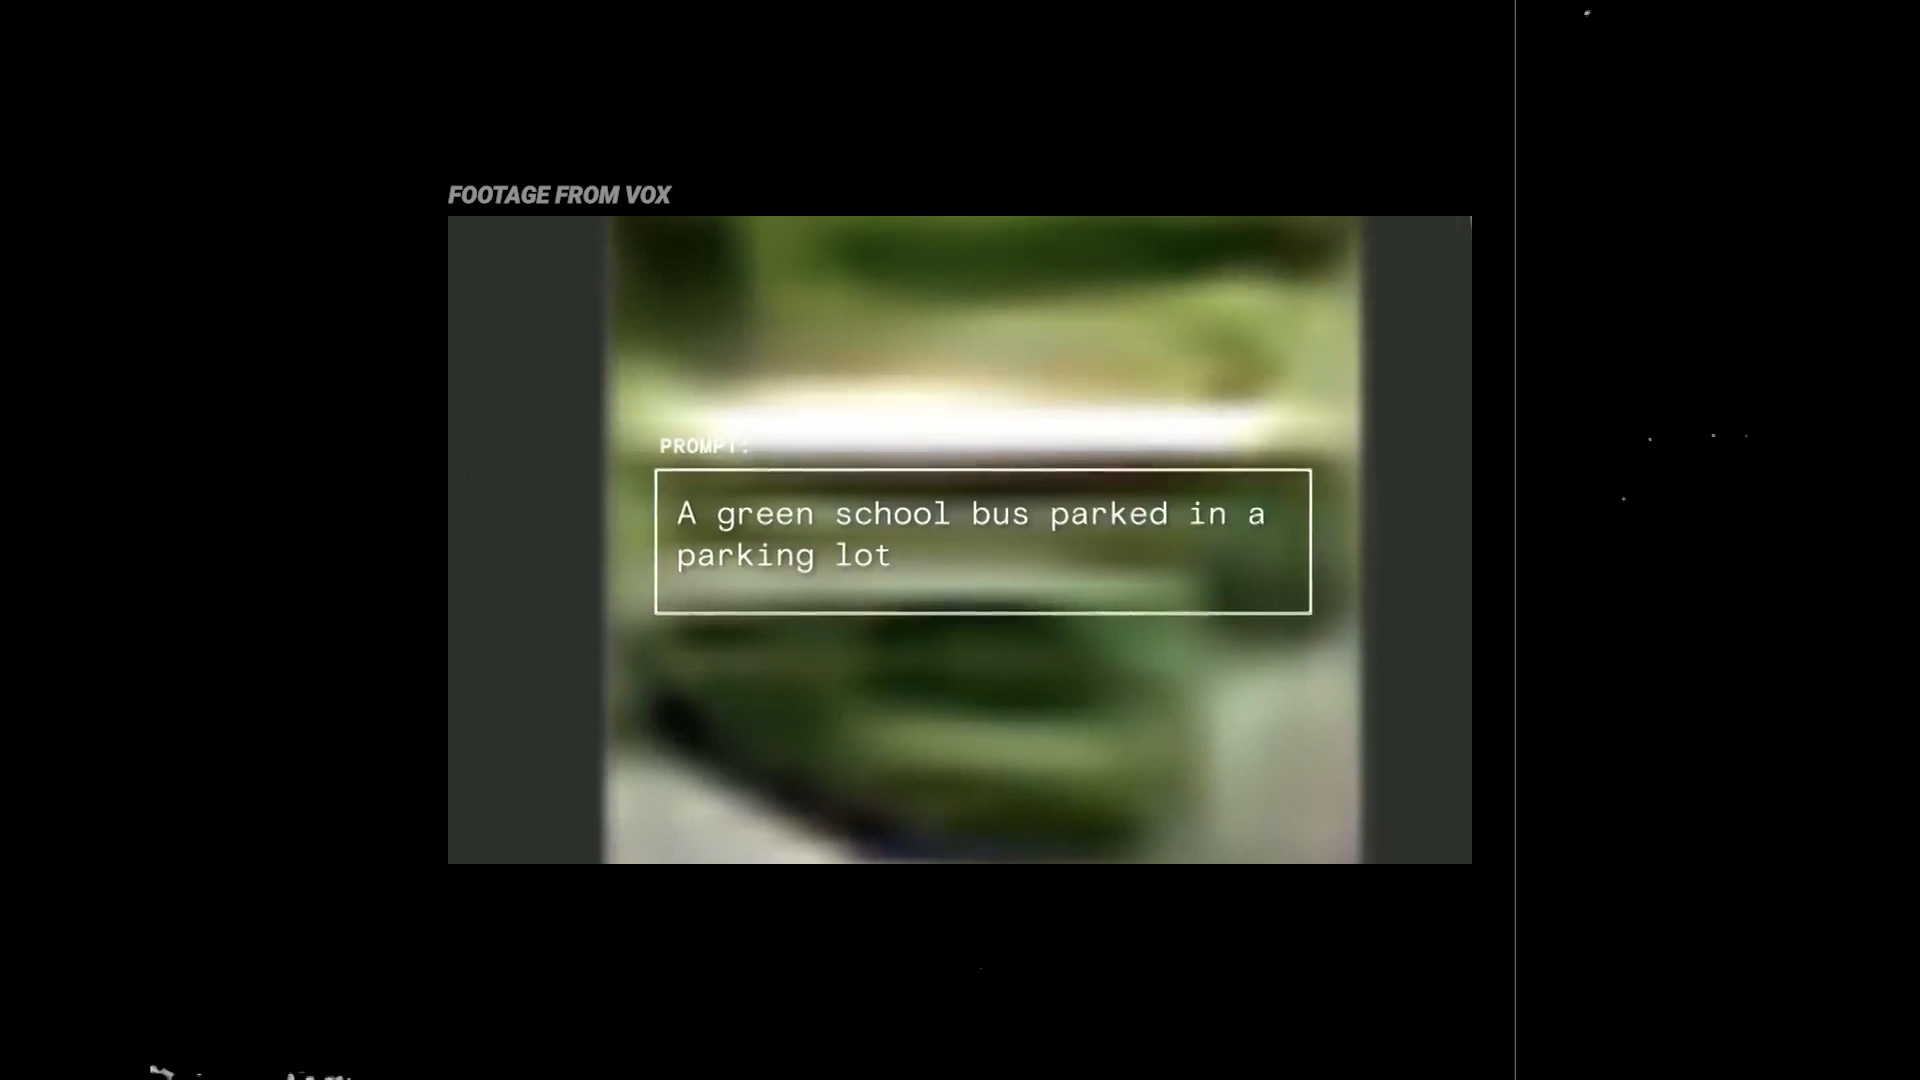 FOOTAGE FROM VOX
PROMPT:
A green school bus parked in a
parking lot